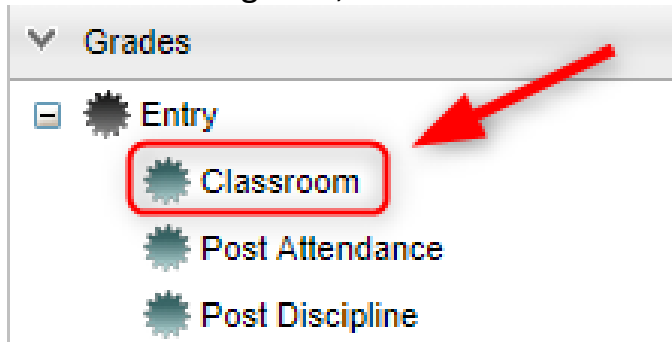 Grades
Entry
Classroom
Post Attendance
Post Discipline